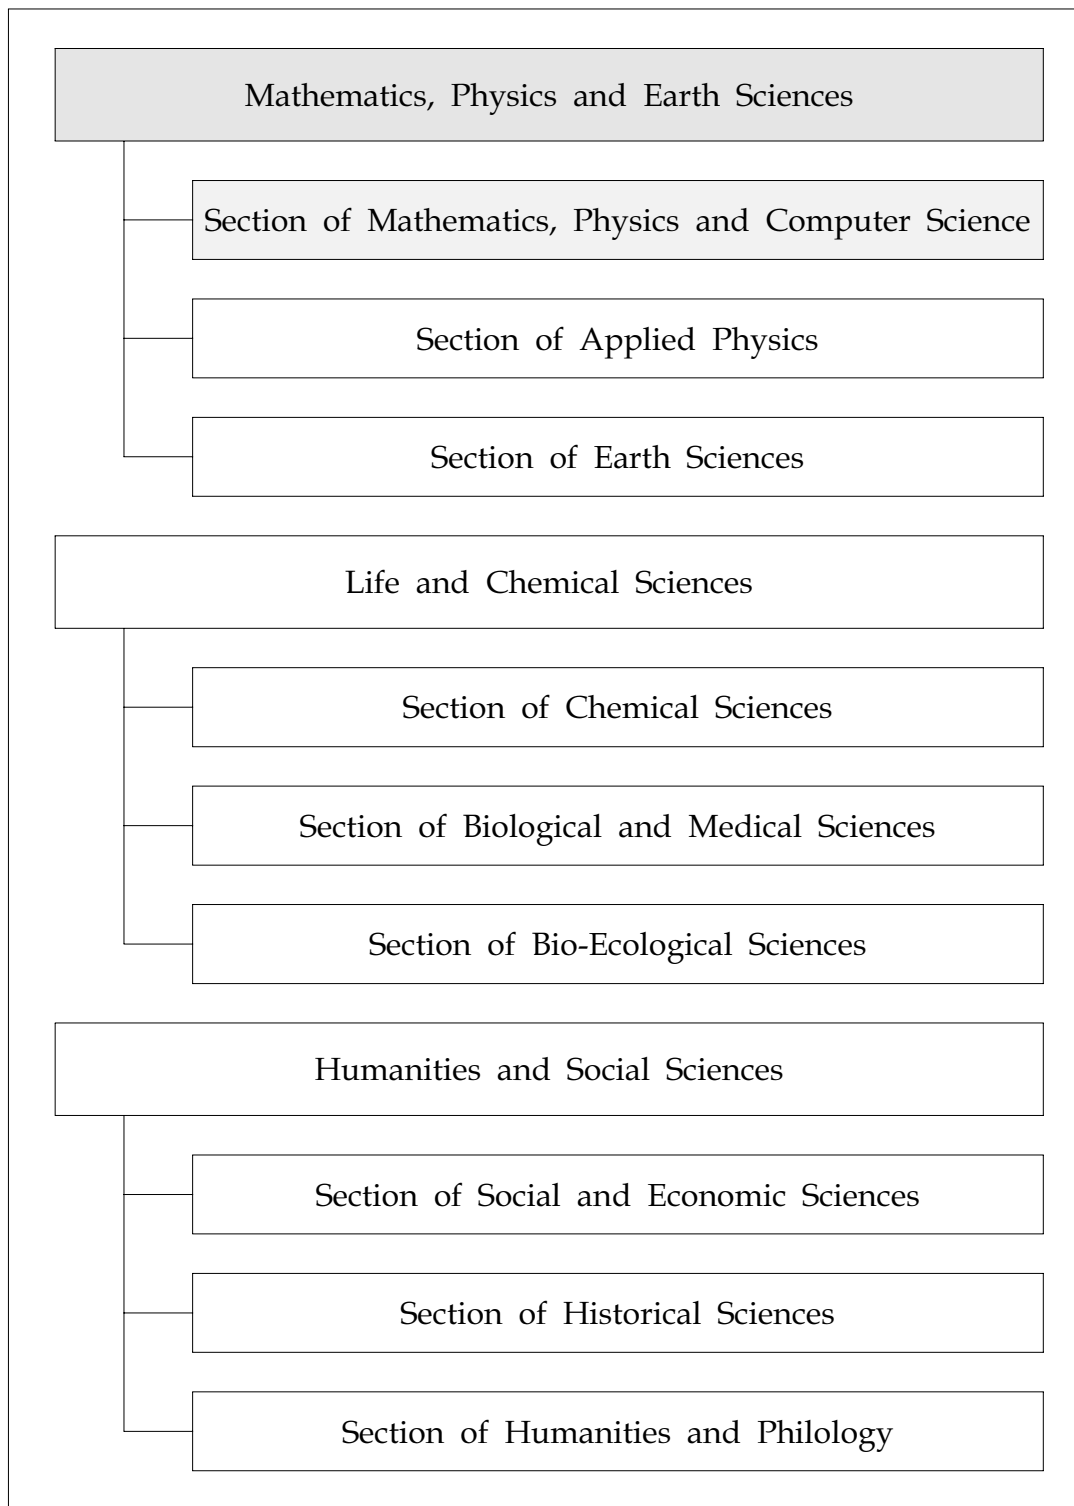 Mathematics, Physics and Earth Sciences
Section of Mathematics, Physics and Computer Science
Section of Applied Physics
Section of Earth Sciences
Life and Chemical Sciences
Section of Chemical Sciences
Section of Biological and Medical Sciences
Section of Bio-Ecological Sciences
Humanities and Social Sciences
Section of Social and Economic Sciences
Section of Historical Sciences
Section of Humanities and Philology